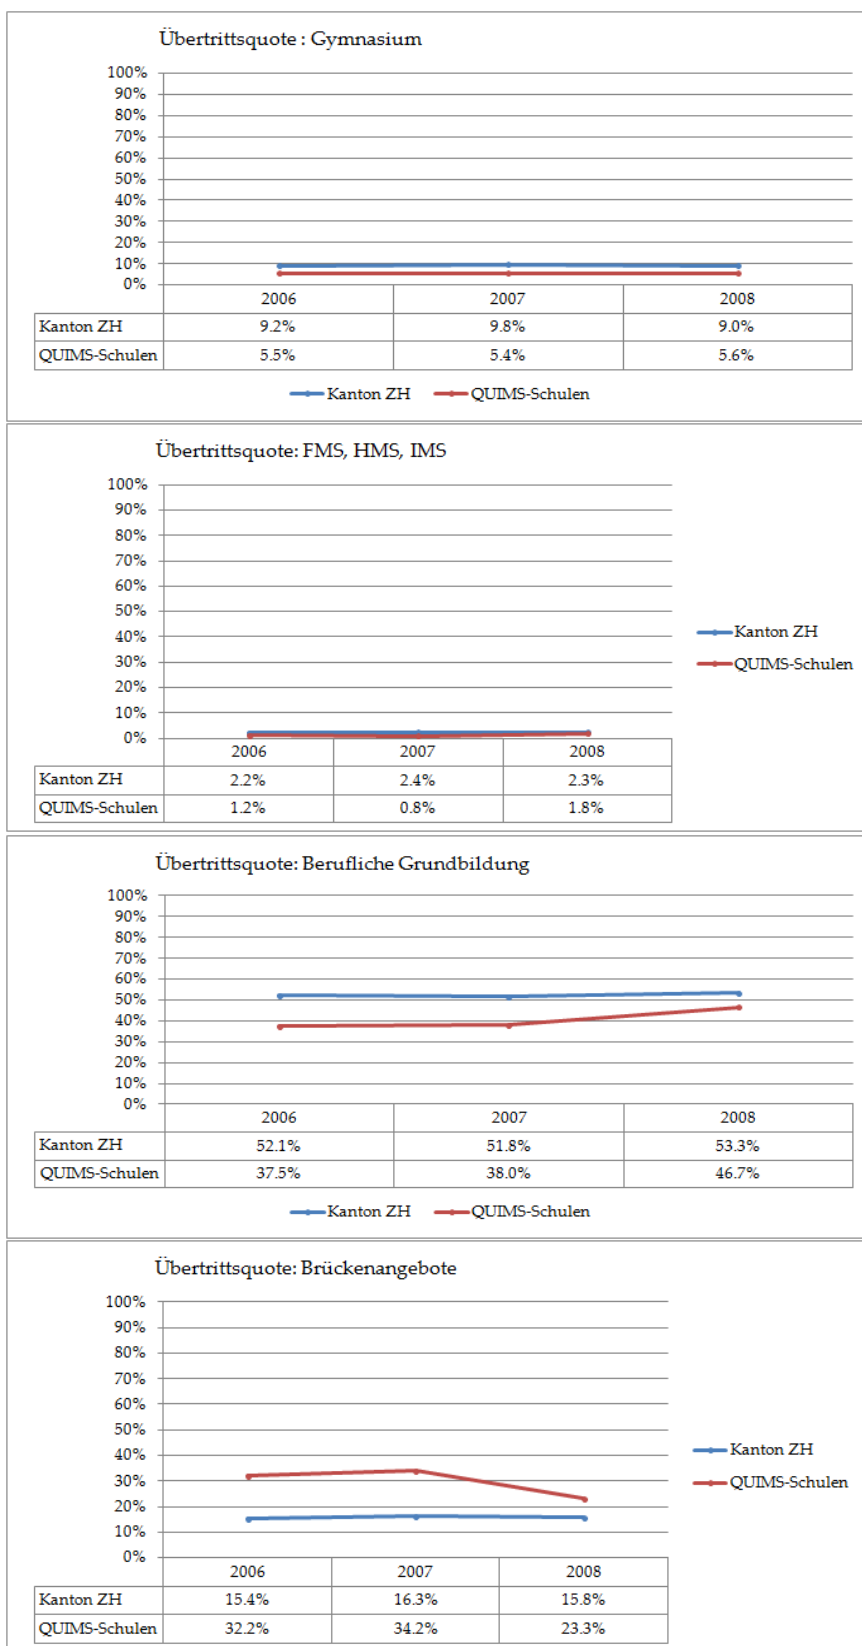 Übertrittsquote : Gymnasium
100%
90%
80%
70%
60%
50%
40%
30%
20%
10%
0%
2006 2007 2008
Kanton ZH 9.2% 9.8% 9.0%
QUIMS-Schulen 5.5% 5.4% 5.6%
Kanton ZH QUIMS-Schulen
Übertrittsquote: FMS, HMS, IMS
100%
90%
80%
70%
60%
50%
40%
30%
20%
10%
0%
Kanton ZH
QUIMS-Schulen
2006 2007 2008
Kanton ZH 2.2% 2.4% 2.3%
QUIMS-Schulen 1.2% 0.8% 1.8%
Übertrittsquote: Berufliche Grundbildung
100%
90%
80%
70%
60%
50%
40%
30%
20%
10%
0%
2006 2007 2008
Kanton ZH 52.1% 51.8% 53.3%
QUIMS-Schulen 37.5% 38.0% 46.7%
Kanton ZH QUIMS-Schulen
Übertrittsquote: Brückenangebote
100%
90%
80%
70%
60%
50%
40%
30%
20%
10%
0%
Kanton ZH
QUIMS-Schulen
2006 2007 2008
Kanton ZH 15.4% 16.3% 15.8%
QUIMS-Schulen 32.2% 34.2% 23.3%